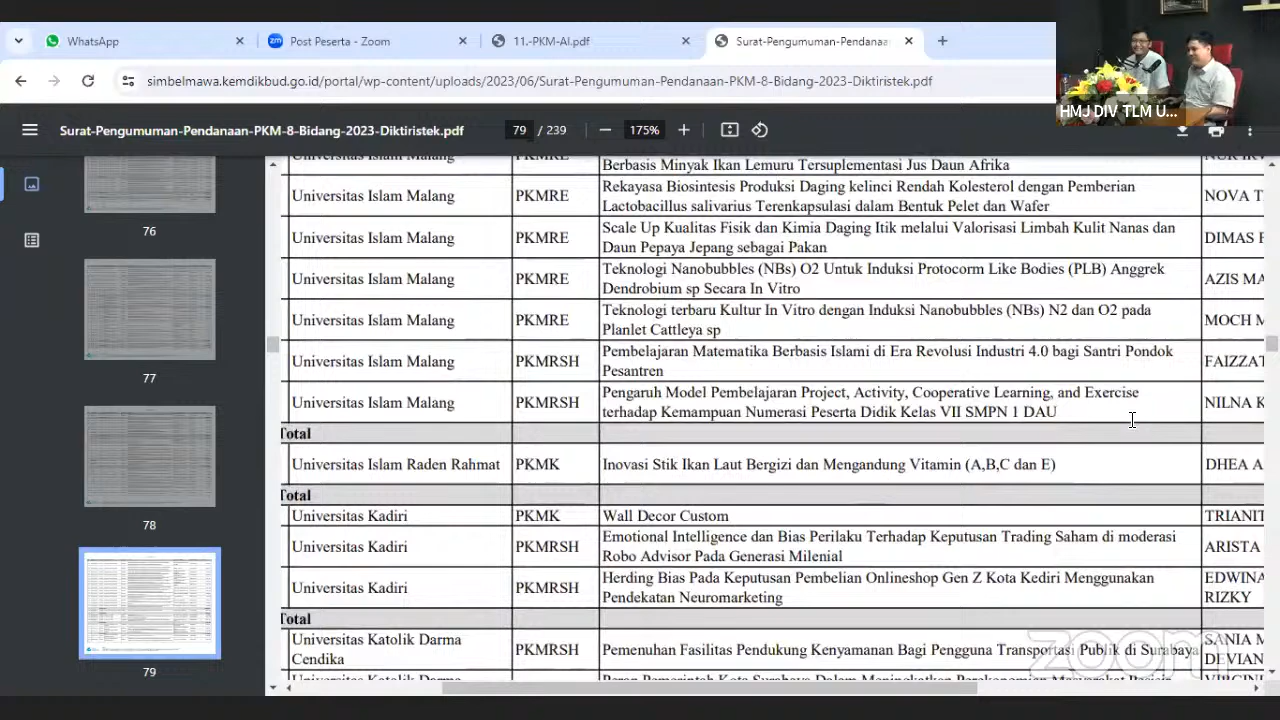 WhatsApp
Post Peserta - Zoom
11.-PKM-AI.pdf
Surat-Pengumuman-Pendana
simbelmawa.kemdikbud.go.id/portal/wp-content/uploads/2023/06/Surat-Pengumuman-Pendanaan-PKM-8-Bidang-2023-Diktiristek.pdf
HMJ DIV TLM U...
Surat-Pengumuman-Pendanaan-PKM-8-Bidang-2023-Diktiristek.pdf
79 / 239
175%
76
77
78
79
Universitas Islam Malang PKMRE
Berbasis Minyak Ikan Lemuru Tersuplementasi Jus Daun Afrika
Universitas Islam Malang PKMRE Rekayasa Biosintesis Produksi Daging kelinci Rendah Kolesterol dengan Pemberian NOVA T
Lactobacillus salivarius Terenkapsulasi dalam Bentuk Pelet dan Wafer
Universitas Islam Malang PKMRE Scale Up Kualitas Fisik dan Kimia Daging Itik melalui Valorisasi Limbah Kulit Nanas dan DIMAS
Daun Pepaya Jepang sebagai Pakan
Universitas Islam Malang PKMRE Teknologi Nanobubbles (NBs) O2 Untuk Induksi Protocorm Like Bodies (PLB) Anggrek AZIS MA
Dendrobium sp Secara In Vitro
Universitas Islam Malang PKMRE Teknologi terbaru Kultur In Vitro dengan Induksi Nanobubbles (NBs) N2 dan O2 pada MOCH M
Planlet Cattleya sp
Universitas Islam Malang PKMRSH Pembelajaran Matematika Berbasis Islami di Era Revolusi Industri 4.0 bagi Santri Pondok FAIZZAT
Pesantren
Universitas Islam Malang PKMRSH Pengaruh Model Pembelajaran Project, Activity, Cooperative Learning, and Exercise NILNA K
terhadap Kemampuan Numerasi Peserta Didik Kelas VII SMPN 1 DAU
Total
Universitas Islam Raden Rahmat PKMK Inovasi Stik Ikan Laut Bergizi dan Mengandung Vitamin (A,B,C dan E) DHEA A
Total
Universitas Kadiri PKMK Wall Decor Custom TRIANIT
Universitas Kadiri PKMRSH Emotional Intelligence dan Bias Perilaku Terhadap Keputusan Trading Saham di moderasi ARISTA
Robo Advisor Pada Generasi Milenial
Universitas Kadiri PKMRSH Herding Bias Pada Keputusan Pembelian Onlineshop Gen Z Kota Kediri Menggunakan EDWINA
Pendekatan Neuromarketing RIZKY
Total
Universitas Katolik Darma PKMRSH Pemenuhan Fasilitas Pendukung Kenyamanan Bagi Pengguna Transportasi Publik di Surabaya SANIA M
Cendika DEVIAN
zoom